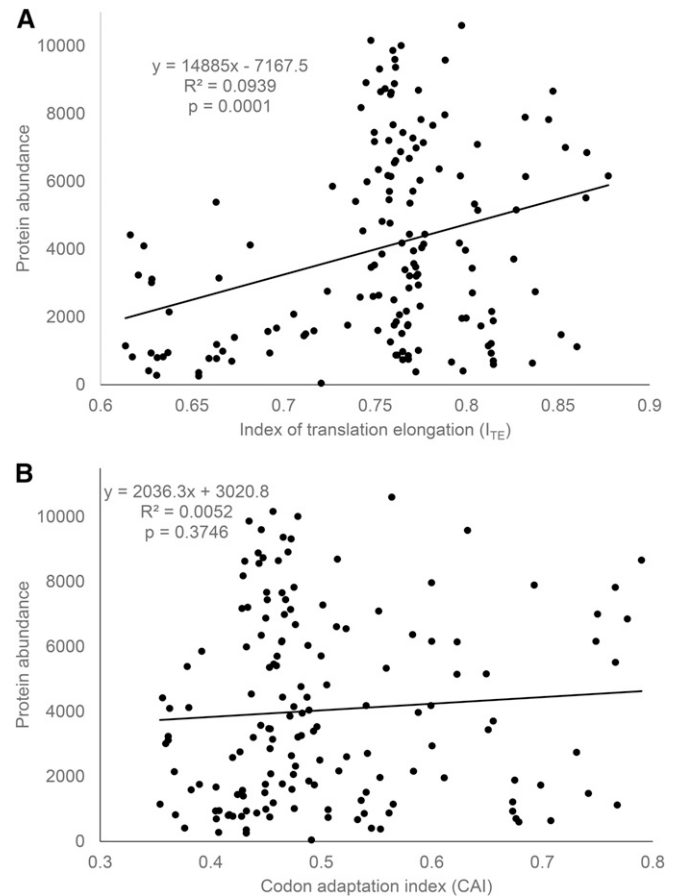 A
y = 14885x - 7167.5
R² = 0.0939
p = 0.0001
Protein abundance
10000
8000
6000
4000
2000
0
0.6 0.65 0.7 0.75 0.8 0.85 0.9
Index of translation elongation (I_TE)
B
y = 2036.3x + 3020.8
R² = 0.0052
p = 0.3746
Protein abundance
10000
8000
6000
4000
2000
0
0.3 0.4 0.5 0.6 0.7 0.8
Codon adaptation index (CAI)